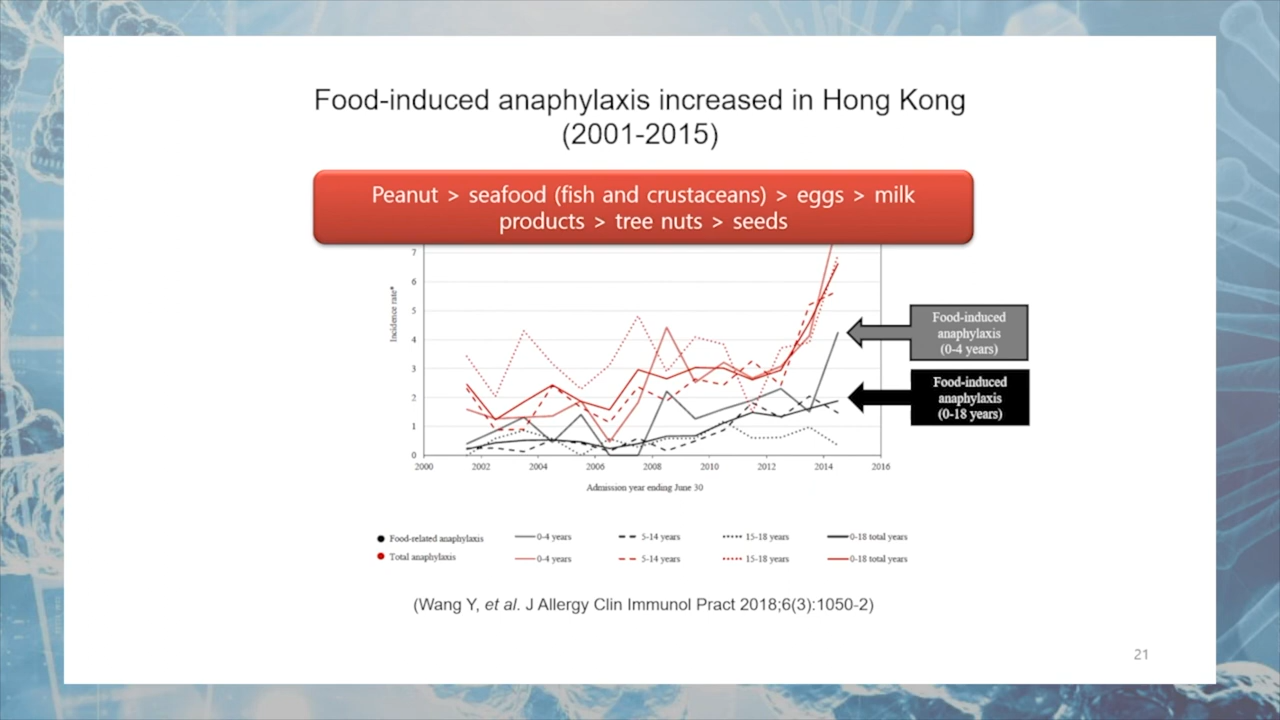 Food-induced anaphylaxis increased in Hong Kong
(2001-2015)
Peanut > seafood (fish and crustaceans) > eggs > milk
products > tree nuts > seeds
7
6
5
4
3
2
1
0
Incidence rate*
2000 2002 2004 2006 2008 2010 2012 2014 2016
Admission year ending June 30
Food-induced
anaphylaxis
(0-4 years)
Food-induced
anaphylaxis
(0-18 years)
Food-related anaphylaxis 0-4 years 5-14 years 15-18 years 0-18 total years
Total anaphylaxis 0-4 years 5-14 years 15-18 years 0-18 total years
(Wang Y, et al. J Allergy Clin Immunol Pract 2018;6(3):1050-2)
21